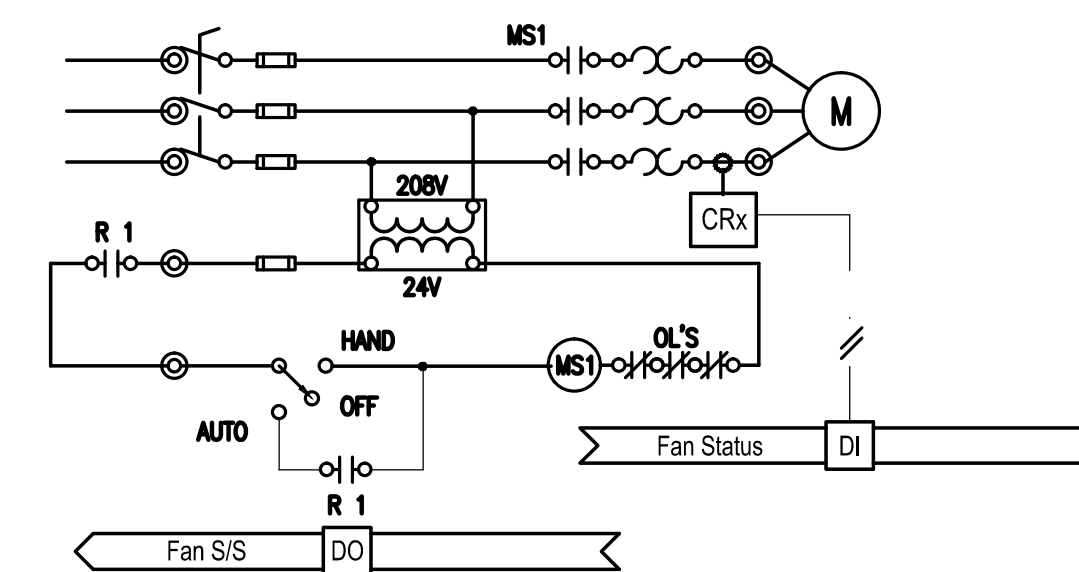 MS1
M
208V
CRx
R 1
24V
HAND
OL'S
MS1
OFF
AUTO
Fan Status
DI
R 1
Fan S/S
DO